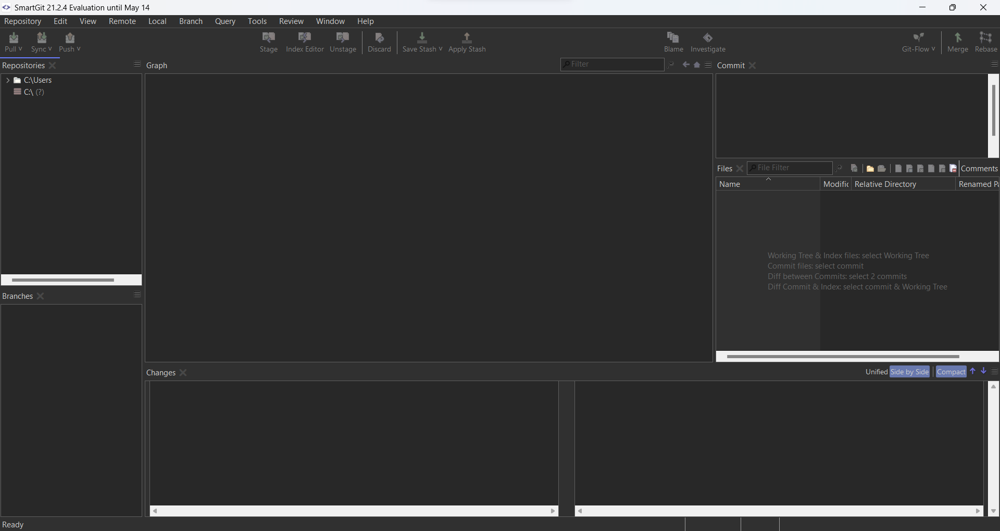 SmartGit 21.2.4 Evaluation until May 14
Repository Edit View Remote Local Branch Query Tools Review Window Help
Pull Sync Push Stage Index Editor Unstage Discard Save Stash Apply Stash Blame Investigate Git-Flow Merge Rebase
Repositories
C:\Users
C:\ (?)
Branches
Graph
Filter
Commit
Files
File Filter
Comments
Name Modific Relative Directory Renamed Pa
Working Tree & Index files: select Working Tree
Commit files: select commit
Diff between Commits: select 2 commits
Diff Commit & Index: select commit & Working Tree
Changes
Unified Side by Side Compact
Ready